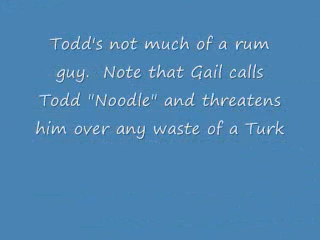 Todd's not much of a rum
guy.  Note that Gail calls
Todd "Noodle" and threatens
him over any waste of a Turk